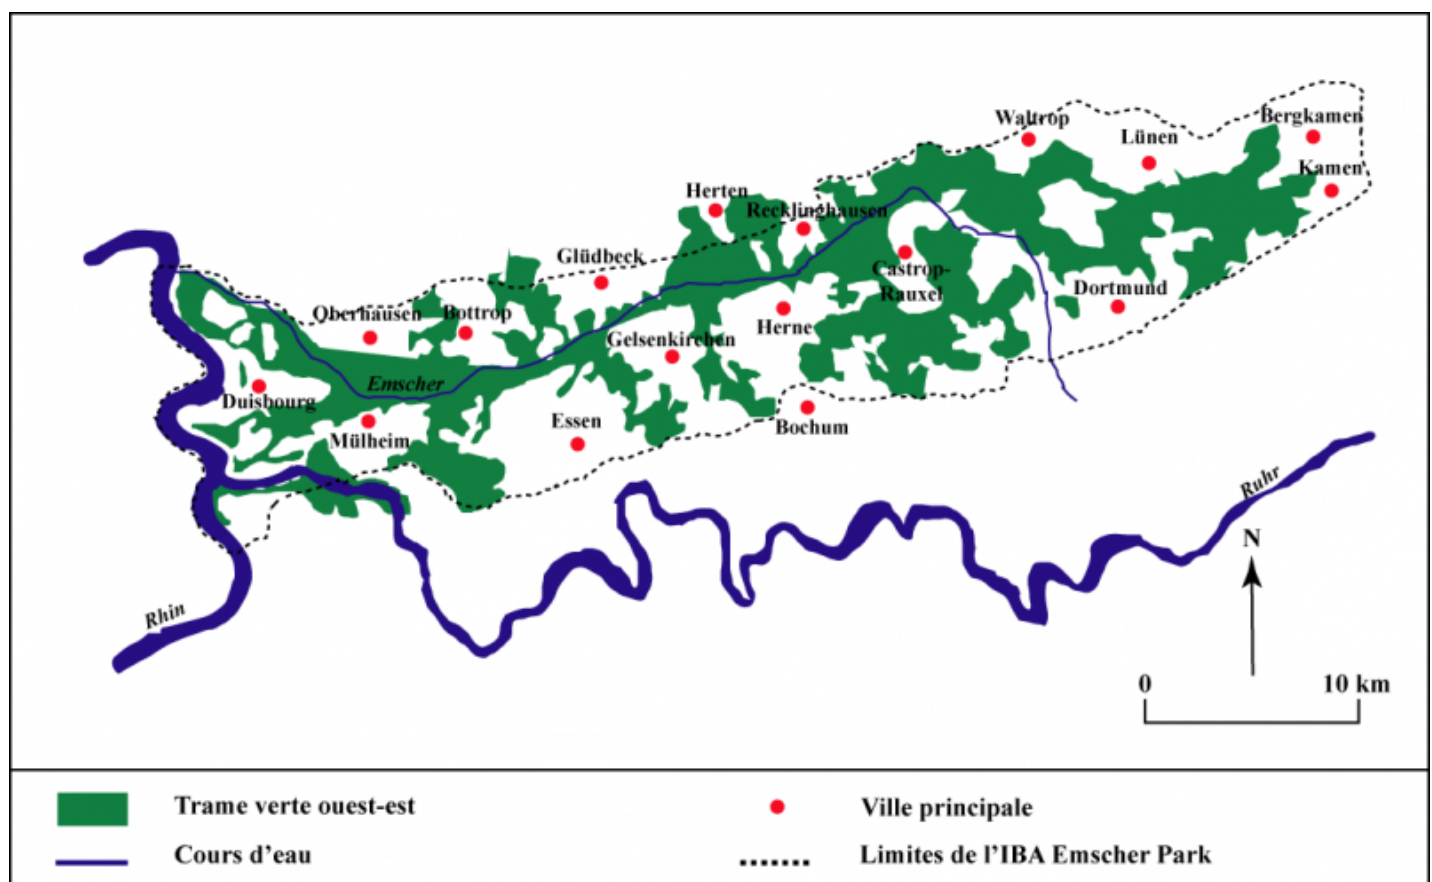 Waltrop
Lünen
Bergkamen
Kamen
Herten
Recklinghausen
Glüdbeck
Castrop-
Rauxel
Dortmund
Oberhausen
Bottrop
Herne
Gelsenkirchen
Emscher
Duisbourg
Mülheim
Essen
Bochum
Ruhr
Rhin
N
0 10 km
Trame verte ouest-est
Ville principale
Cours d'eau
Limites de l'IBA Emscher Park